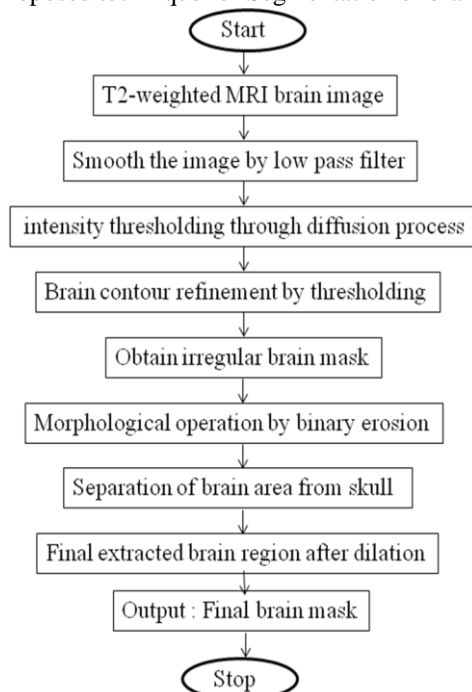 Start
T2-weighted MRI brain image
Smooth the image by low pass filter
intensity thresholding through diffusion process
Brain contour refinement by thresholding
Obtain irregular brain mask
Morphological operation by binary erosion
Separation of brain area from skull
Final extracted brain region after dilation
Output : Final brain mask
Stop